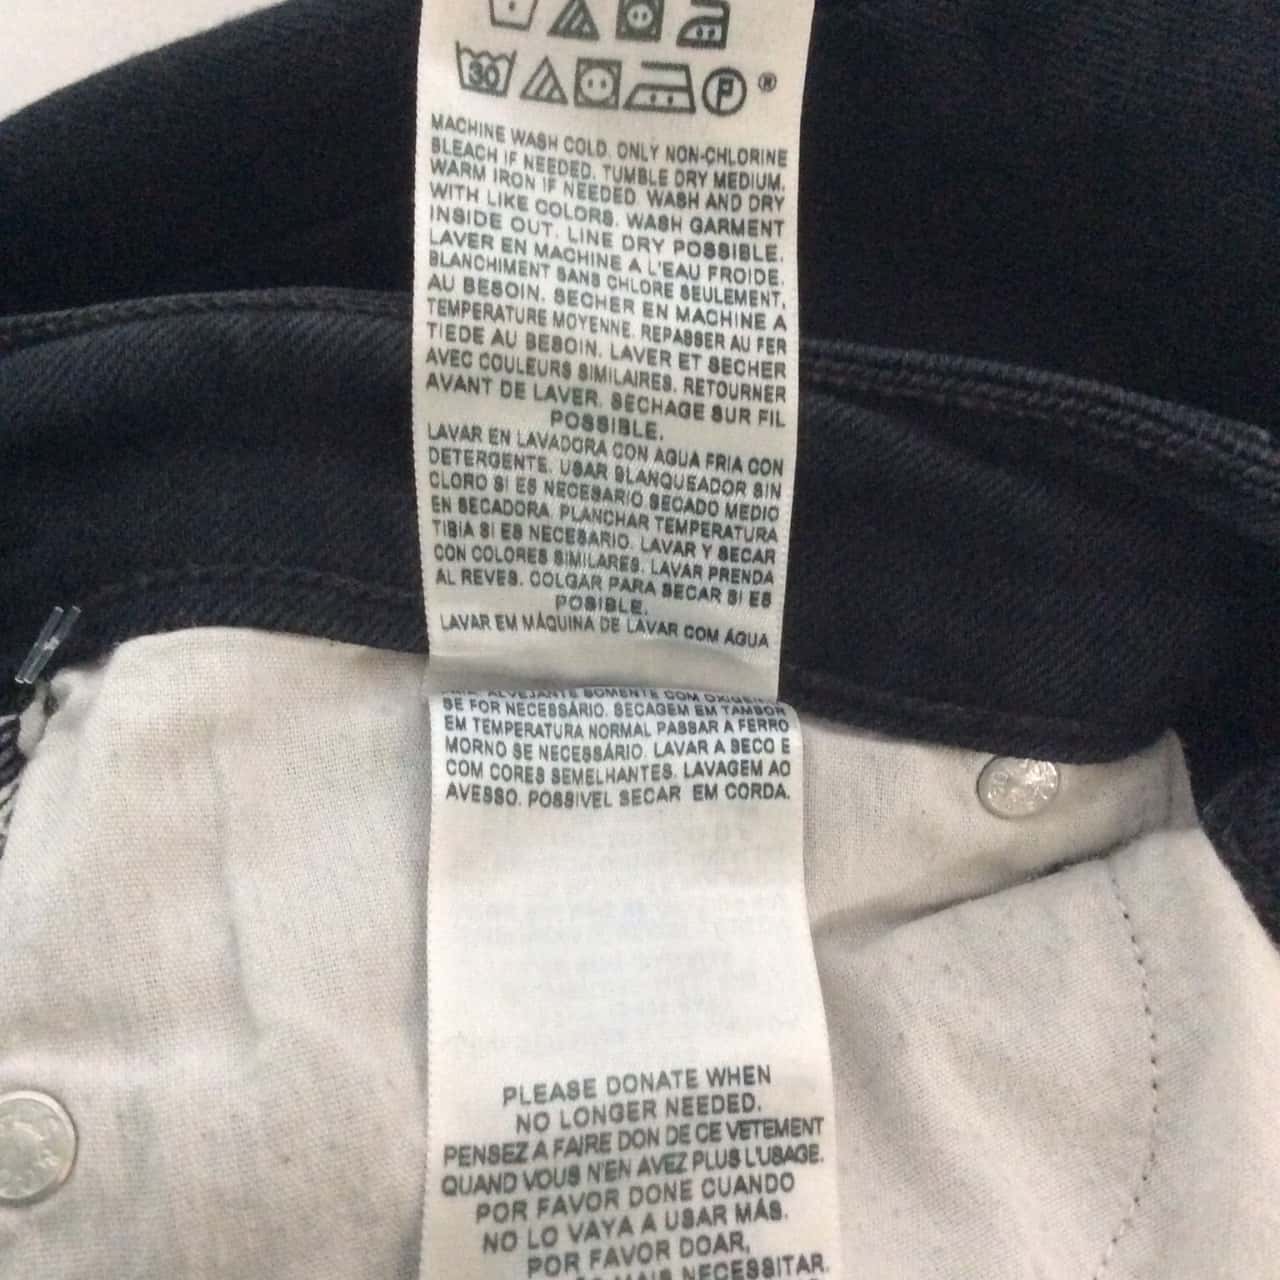 30 P ®
MACHINE WASH COLD. ONLY NON-CHLORINE
BLEACH IF NEEDED. TUMBLE DRY MEDIUM.
WARM IRON IF NEEDED. WASH AND DRY
WITH LIKE COLORS. WASH GARMENT
INSIDE OUT. LINE DRY POSSIBLE.
LAVER EN MACHINE A L'EAU FROIDE.
BLANCHIMENT SANS CHLORE SEULEMENT,
AU BESOIN. SECHER EN MACHINE A
TEMPERATURE MOYENNE. REPASSER AU FER
TIEDE AU BESOIN. LAVER ET SECHER
AVEC COULEURS SIMILAIRES. RETOURNER
AVANT DE LAVER. SECHAGE SUR FIL
POSSIBLE.
LAVAR EN LAVADORA CON AGUA FRIA CON
DETERGENTE. USAR BLANQUEADOR SIN
CLORO SI ES NECESARIO SECADO MEDIO
EN SECADORA. PLANCHAR TEMPERATURA
TIBIA SI ES NECESARIO. LAVAR Y SECAR
CON COLORES SIMILARES. LAVAR PRENDA
AL REVES. COLGAR PARA SECAR SI ES
POSIBLE.
LAVAR EM MÁQUINA DE LAVAR COM ÁGUA
ALVEJANTE SOMENTE COM
SE FOR NECESSÁRIO. SECAGEM EM TAMBOR
EM TEMPERATURA NORMAL PASSAR A FERRO
MORNO SE NECESSÁRIO. LAVAR A SECO E
COM CORES SEMELHANTES. LAVAGEM AO
AVESSO. POSSIVEL SECAR EM CORDA.
PLEASE DONATE WHEN
NO LONGER NEEDED.
PENSEZ A FAIRE DON DE CE VETEMENT
QUAND VOUS N'EN AVEZ PLUS L'USAGE.
POR FAVOR DONE CUANDO
NO LO VAYA A USAR MÁS.
POR FAVOR DOAR,
MAIS NECESSITAR.